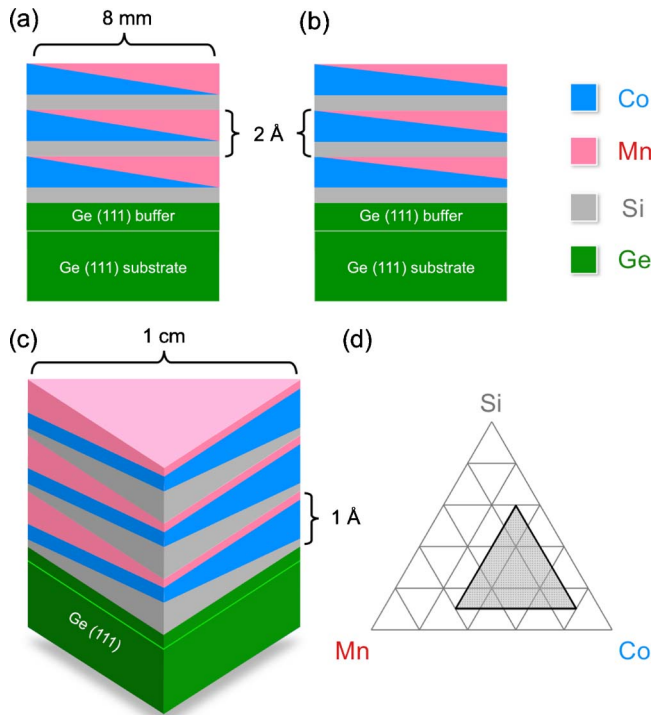 (a)
8 mm
(b)
2 Å
Ge (111) buffer
Ge (111) substrate
Ge (111) buffer
Ge (111) substrate
Co
Mn
Si
Ge
(c)
1 cm
1 Å
Ge (111)
(d)
Si
Mn
Co